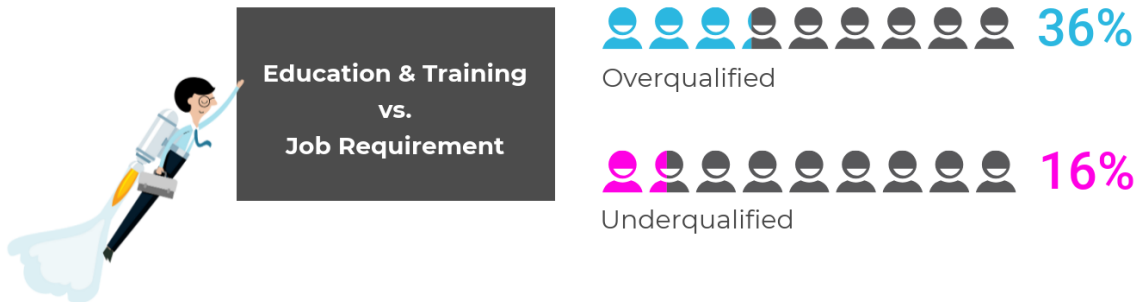 Education & Training
vs.
Job Requirement
36%
Overqualified
16%
Underqualified